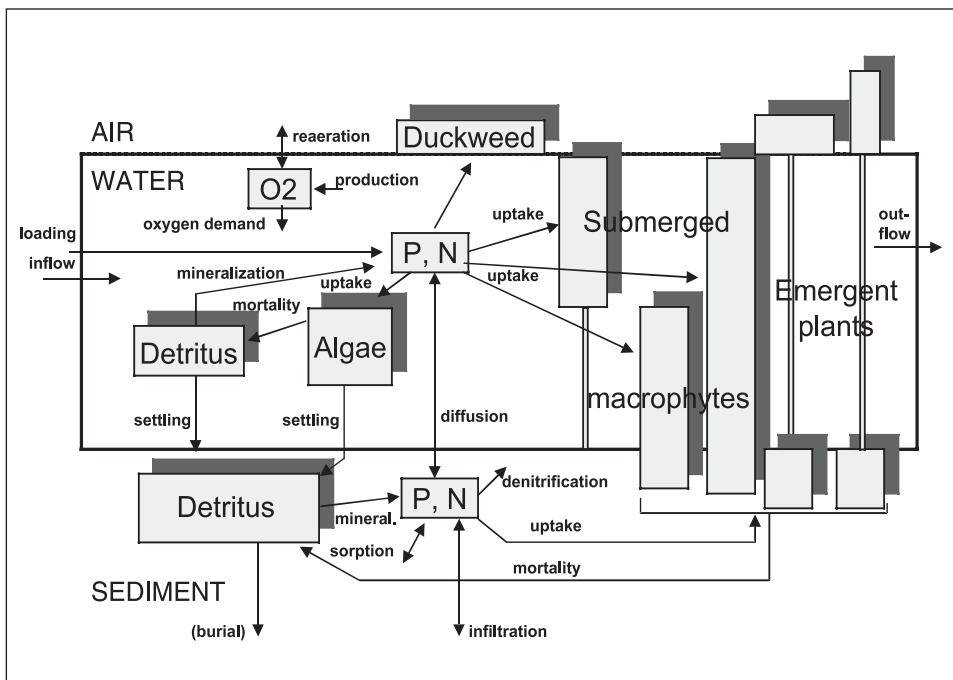 AIR
reaeration
Duckweed
WATER
O2
production
oxygen demand
uptake
Submerged
out-
flow
loading
P, N
inflow
mineralization
uptake
uptake
Emergent
plants
mortality
Detritus
Algae
macrophytes
settling
settling
diffusion
Detritus
P, N
denitrification
mineral.
uptake
sorption
mortality
SEDIMENT
(burial)
infiltration